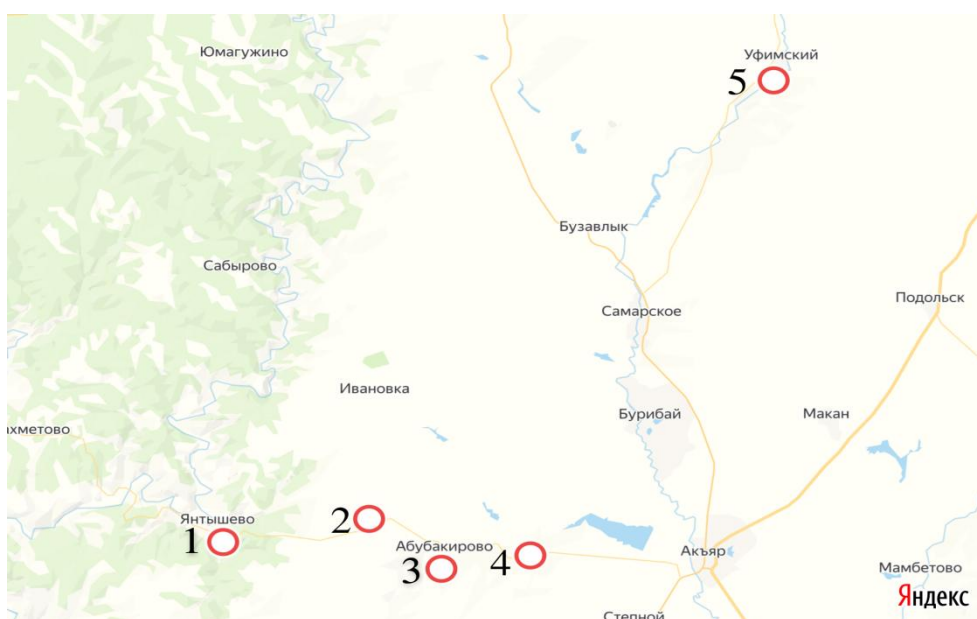 Юмагужино
Уфимский
5
Бузавлык
Сабырово
Подольск
Самарское
Ивановка
Бурибай
Макан
ахметово
Янтышево
2
1
Абубакирово
3
4
Акъяр
Мамбетово
Яндекс
Степной